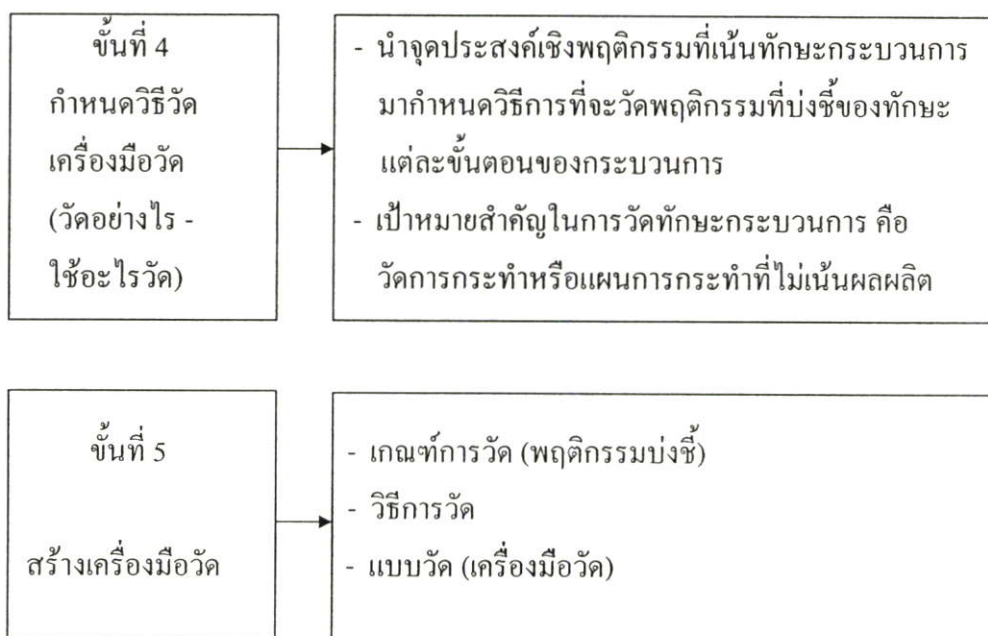 ขั้นที่ 4
กำหนดวิธีวัด
เครื่องมือวัด
(วัดอย่างไร -
ใช้อะไรวัด)
- นำจุดประสงค์เชิงพฤติกรรมที่เน้นทักษะกระบวนการ
มากำหนดวิธีการที่จะวัดพฤติกรรมที่บ่งชี้ของทักษะ
แต่ละขั้นตอนของกระบวนการ
- เป้าหมายสำคัญในการวัดทักษะกระบวนการ คือ
วัดการกระทำหรือแผนการกระทำที่ไม่เน้นผลผลิต
ขั้นที่ 5
สร้างเครื่องมือวัด
- เกณฑ์การวัด (พฤติกรรมบ่งชี้)
- วิธีการวัด
- แบบวัด (เครื่องมือวัด)